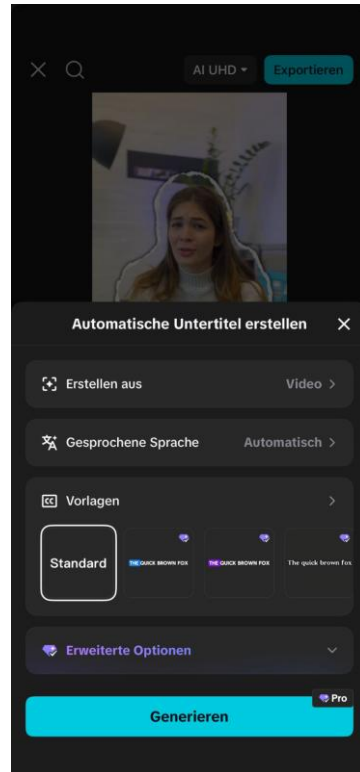 AI UHD
Exportieren
Automatische Untertitel erstellen
Erstellen aus
Video
Gesprochene Sprache
Automatisch
CC Vorlagen
Standard
THE QUICK BROWN FOX
THE QUICK BROWN FOX
The quick brown fox
Erweiterte Optionen
Pro
Generieren